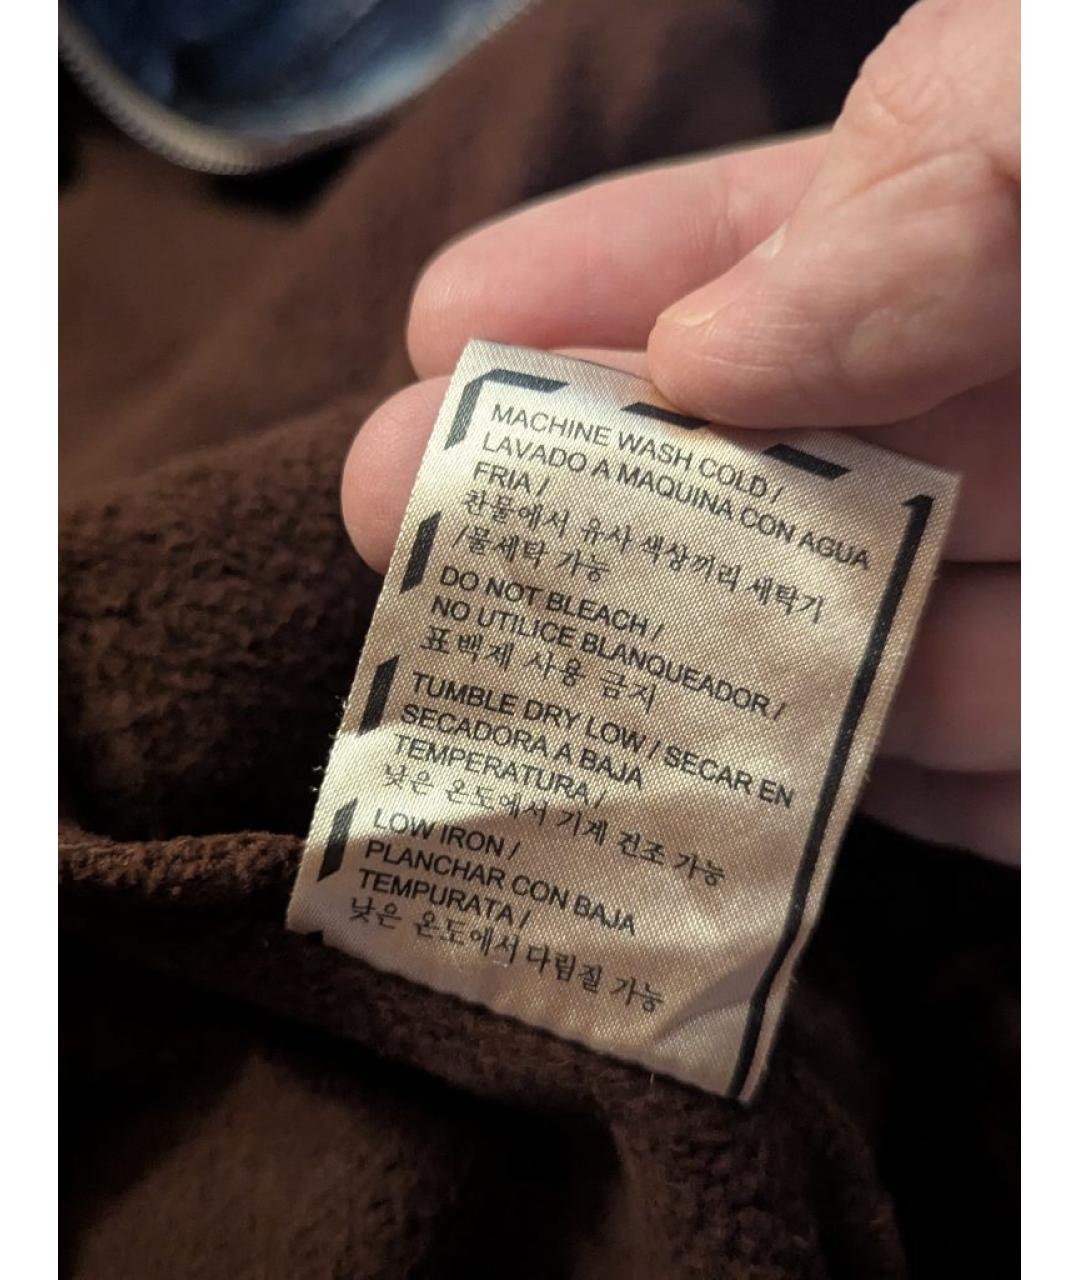 MACHINE WASH COLD /
LAVADO A MAQUINA CON AGUA
FRIA /
찬물에서 유사 색상끼리 세탁기
/물세탁 가능
DO NOT BLEACH /
NO UTILICE BLANQUEADOR /
표백제 사용 금지
TUMBLE DRY LOW / SECAR EN
SECADORA A BAJA
TEMPERATURA /
낮은 온도에서 기계 건조 가능
LOW IRON /
PLANCHAR CON BAJA
TEMPURATA /
낮은 온도에서 다림질 가능